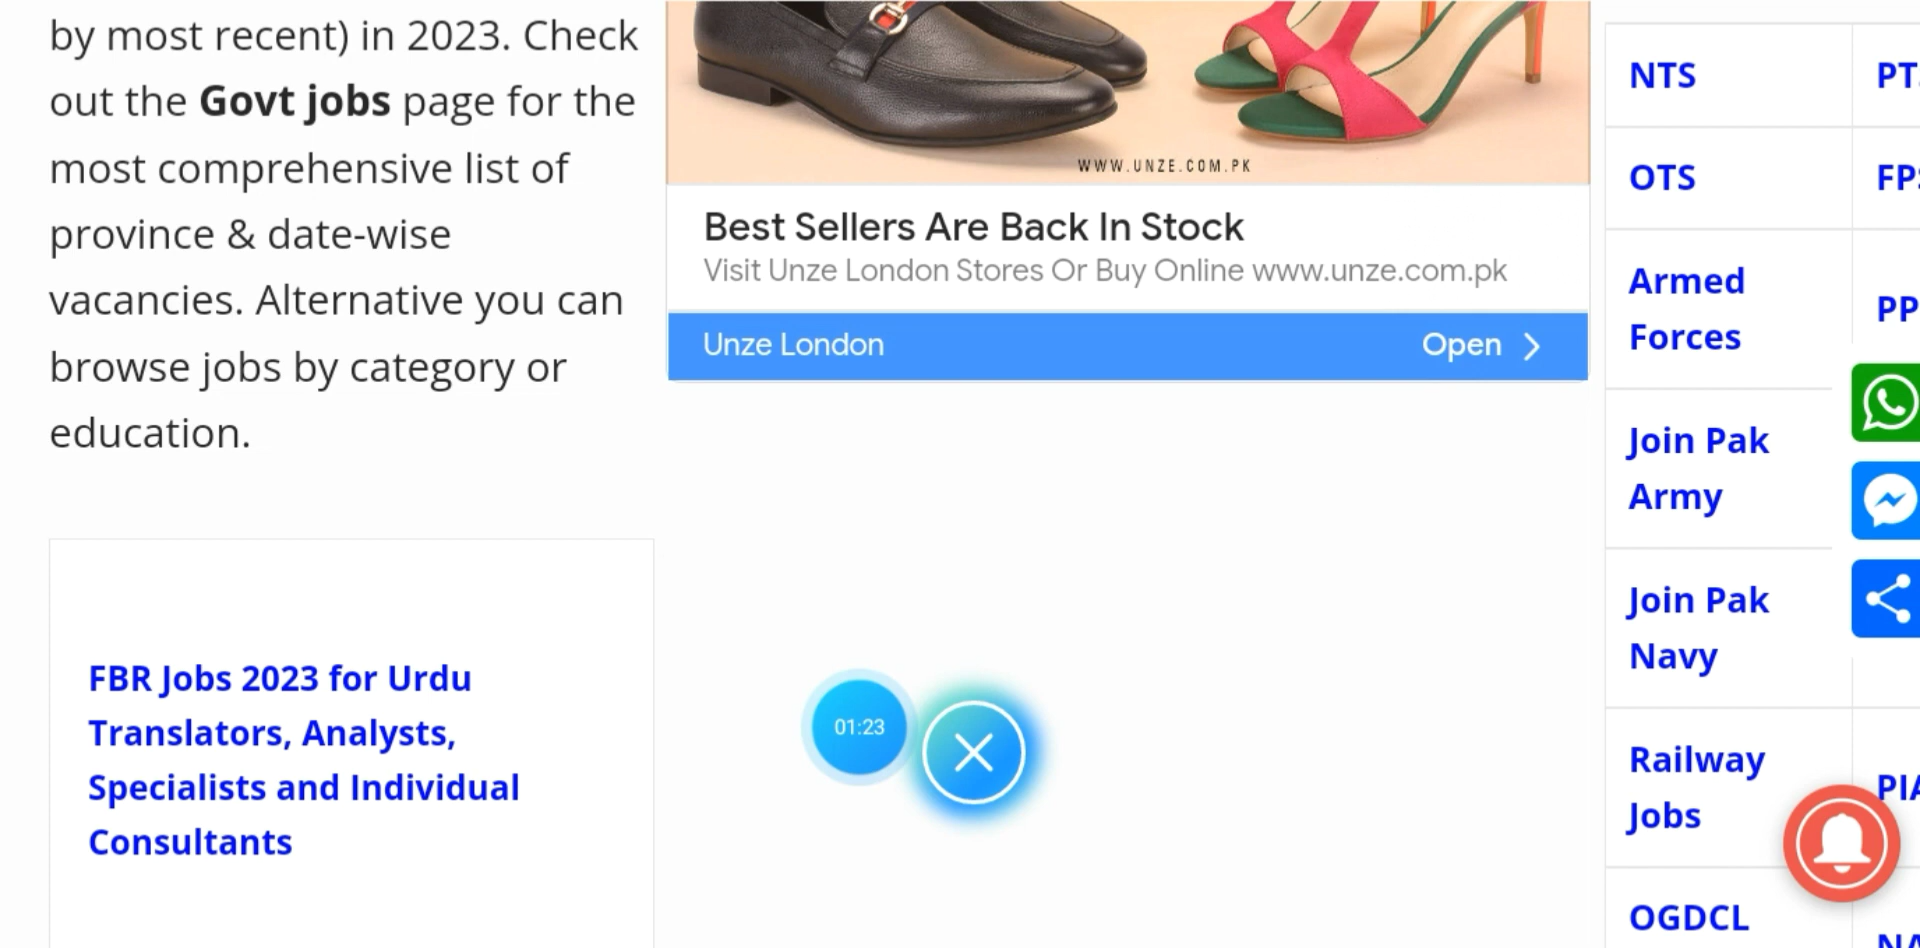 by most recent) in 2023. Check
out the Govt jobs page for the
most comprehensive list of
province & date-wise
vacancies. Alternative you can
browse jobs by category or
education.
FBR Jobs 2023 for Urdu
Translators, Analysts,
Specialists and Individual
Consultants
WWW.UNZE.COM.PK
Best Sellers Are Back In Stock
Visit Unze London Stores Or Buy Online www.unze.com.pk
Unze London
Open
01:23
NTS
OTS
Armed
Forces
Join Pak
Army
Join Pak
Navy
Railway
Jobs
OGDCL